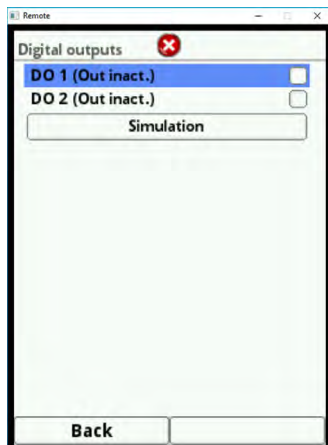 Remote
Digital outputs
DO 1 (Out inact.)
DO 2 (Out inact.)
Simulation
Back